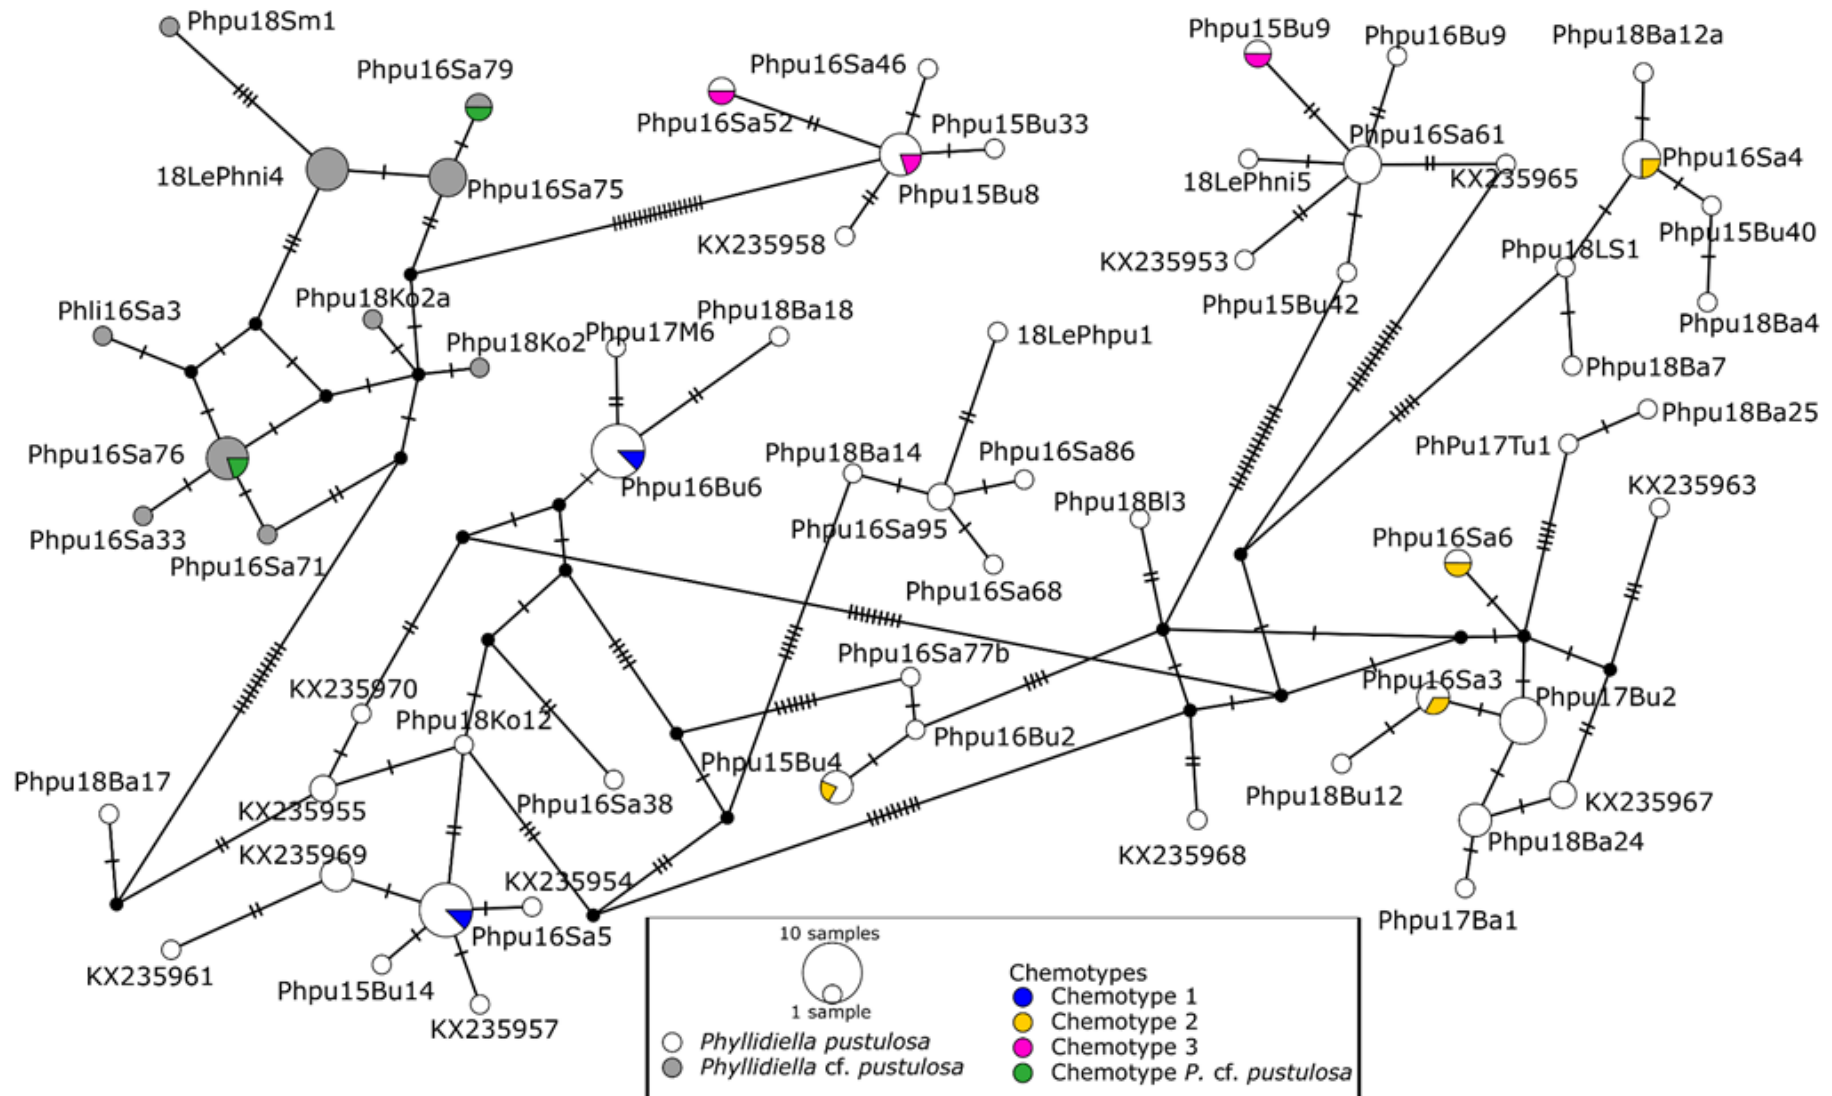 Phpu18Sm1
Phpu15Bu9
Phpu16Bu9
Phpu18Ba12a
Phpu16Sa79
Phpu16Sa46
Phpu16Sa52
Phpu15Bu33
Phpu16Sa61
Phpu16Sa4
18LePhni4
Phpu16Sa75
Phpu15Bu8
18LePhni5
KX235965
KX235958
KX235953
Phpu18LS1
Phpu15Bu40
Phli16Sa3
Phpu18Ko2a
Phpu18Ba18
Phpu15Bu42
Phpu17M6
18LePhpu1
Phpu18Ba4
Phpu18Ko2
Phpu18Ba7
Phpu18Ba25
PhPu17Tu1
Phpu16Sa76
Phpu18Ba14
Phpu16Sa86
Phpu16Bu6
Phpu18Bl3
KX235963
Phpu16Sa95
Phpu16Sa33
Phpu16Sa6
Phpu16Sa71
Phpu16Sa68
Phpu16Sa77b
KX235970
Phpu16Sa3
Phpu17Bu2
Phpu18Ko12
Phpu16Bu2
Phpu15Bu4
Phpu18Ba17
Phpu16Sa38
Phpu18Bu12
KX235967
KX235955
KX235969
KX235968
Phpu18Ba24
KX235954
Phpu17Ba1
Phpu16Sa5
KX235961
Phpu15Bu14
KX235957
10 samples
1 sample
Phyllidiella pustulosa
Phyllidiella cf. pustulosa
Chemotypes
Chemotype 1
Chemotype 2
Chemotype 3
Chemotype P. cf. pustulosa